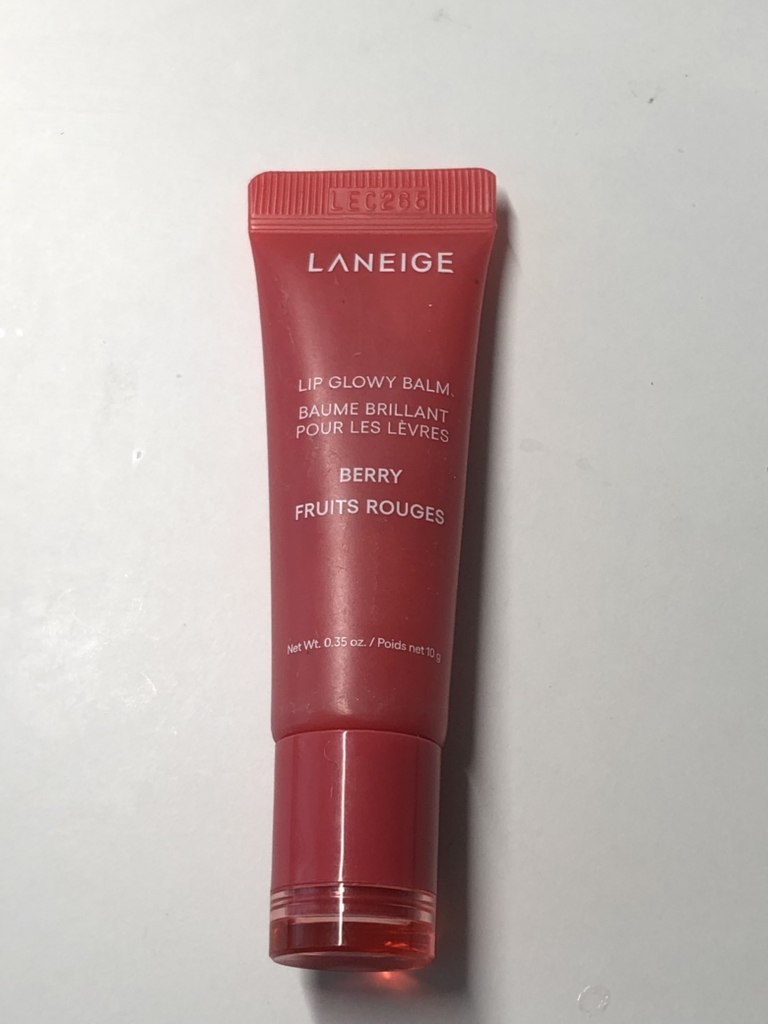 LEC265
LANEIGE
LIP GLOWY BALM
BAUME BRILLANT
POUR LES LÈVRES
BERRY
FRUITS ROUGES
Net Wt. 0.35 oz. / Poids net 10 g